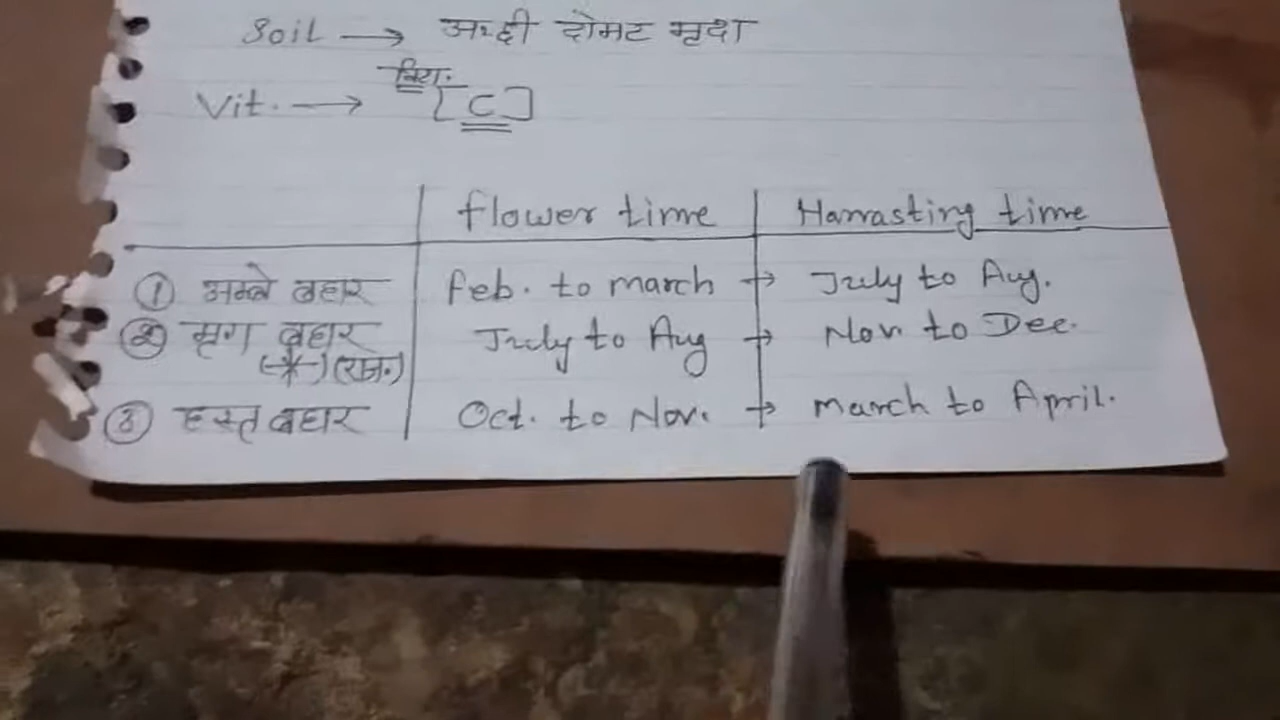 Soil → अच्छी दोमट मृदा
विटा.
Vit. → [C]
flower time Harrasting time
① अम्बे बहार feb. to march → July to Aug.
② मृग बहार July to Aug → Nov to Dec.
(*) (राज.)
③ हस्त बहार Oct. to Nov. → march to April.